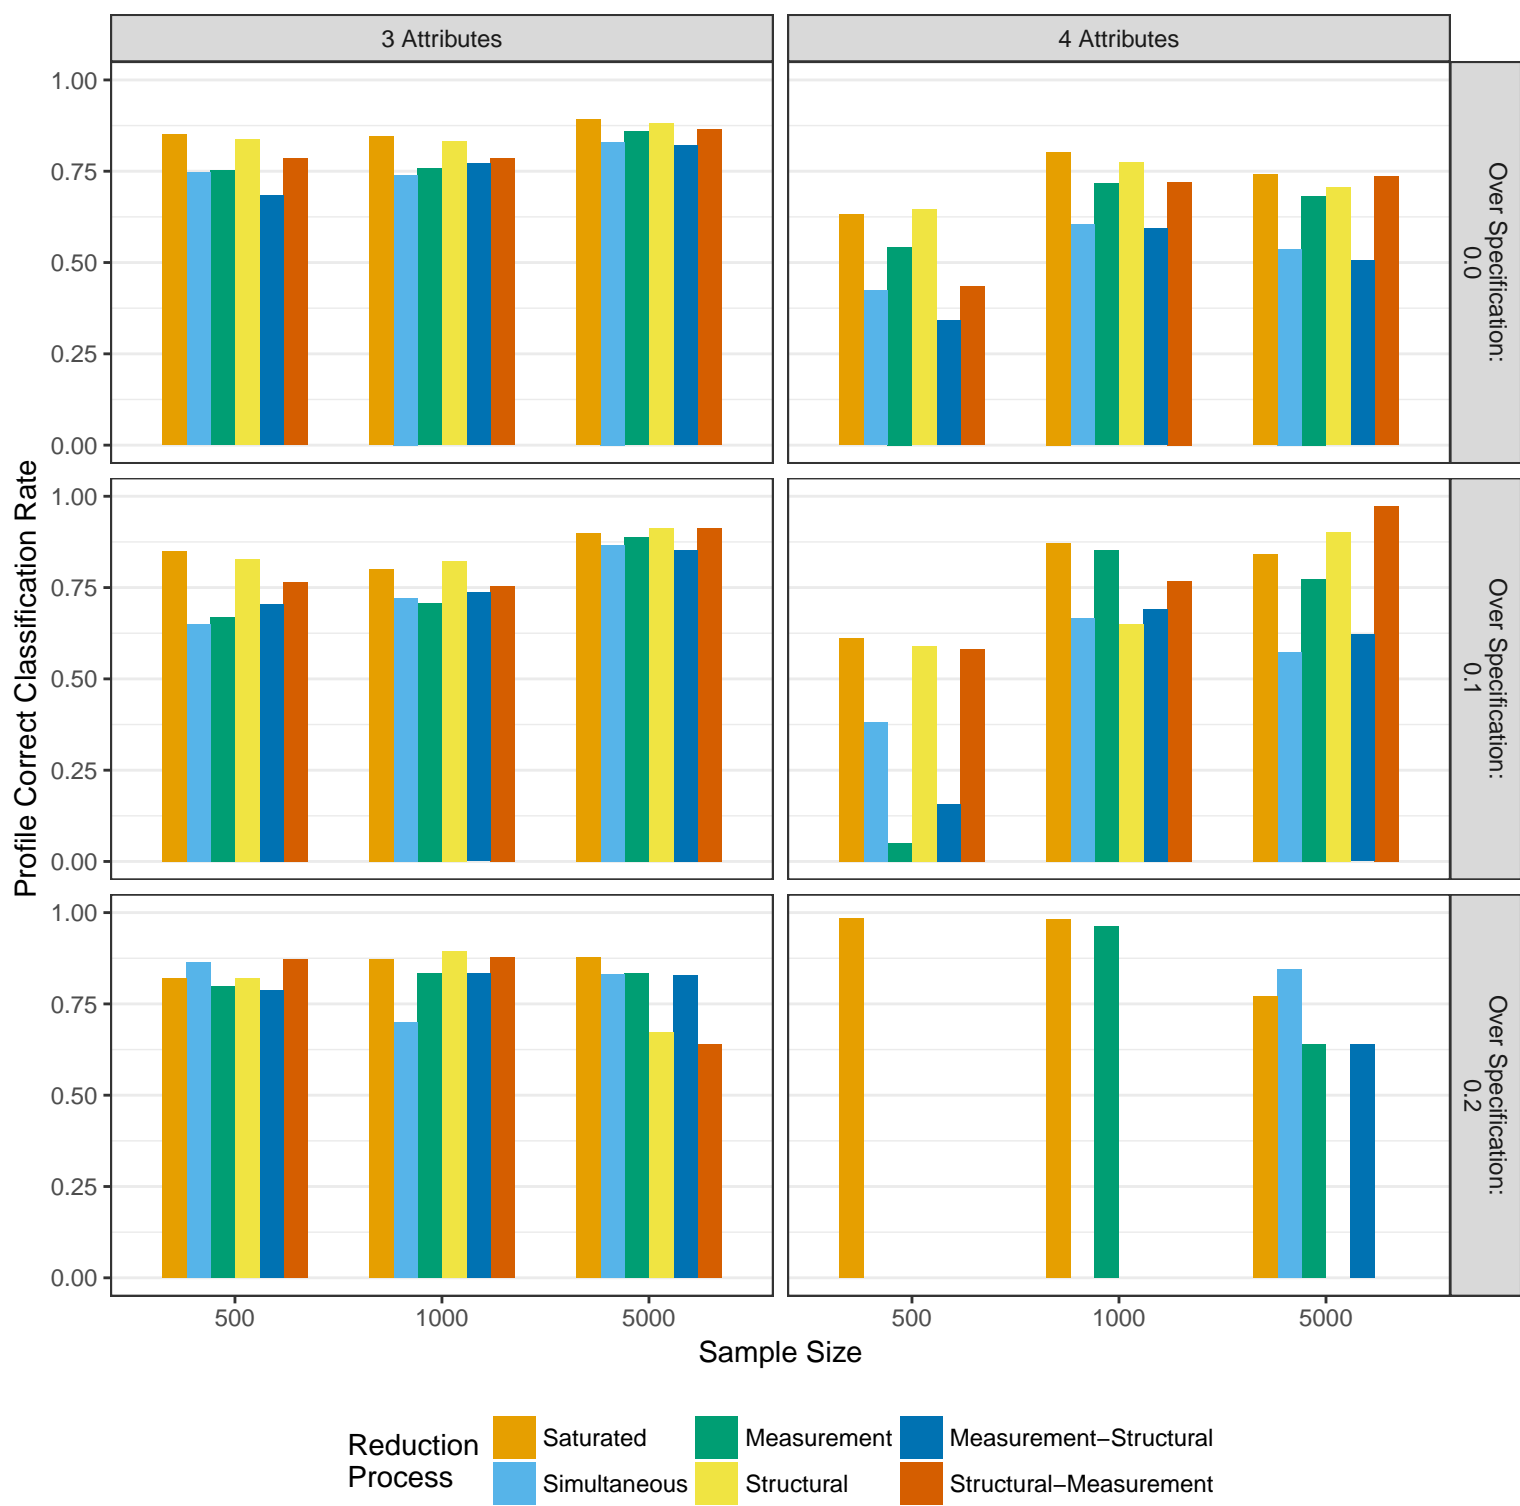 3 Attributes
4 Attributes
1.00
0.75
0.50
0.25
0.00
Over Specification:
0.0
1.00
0.75
0.50
0.25
0.00
Over Specification:
0.1
1.00
0.75
0.50
0.25
0.00
Over Specification:
0.2
Profile Correct Classification Rate
500
1000
5000
500
1000
5000
Sample Size
Reduction
Process
Saturated
Simultaneous
Measurement
Structural
Measurement−Structural
Structural−Measurement